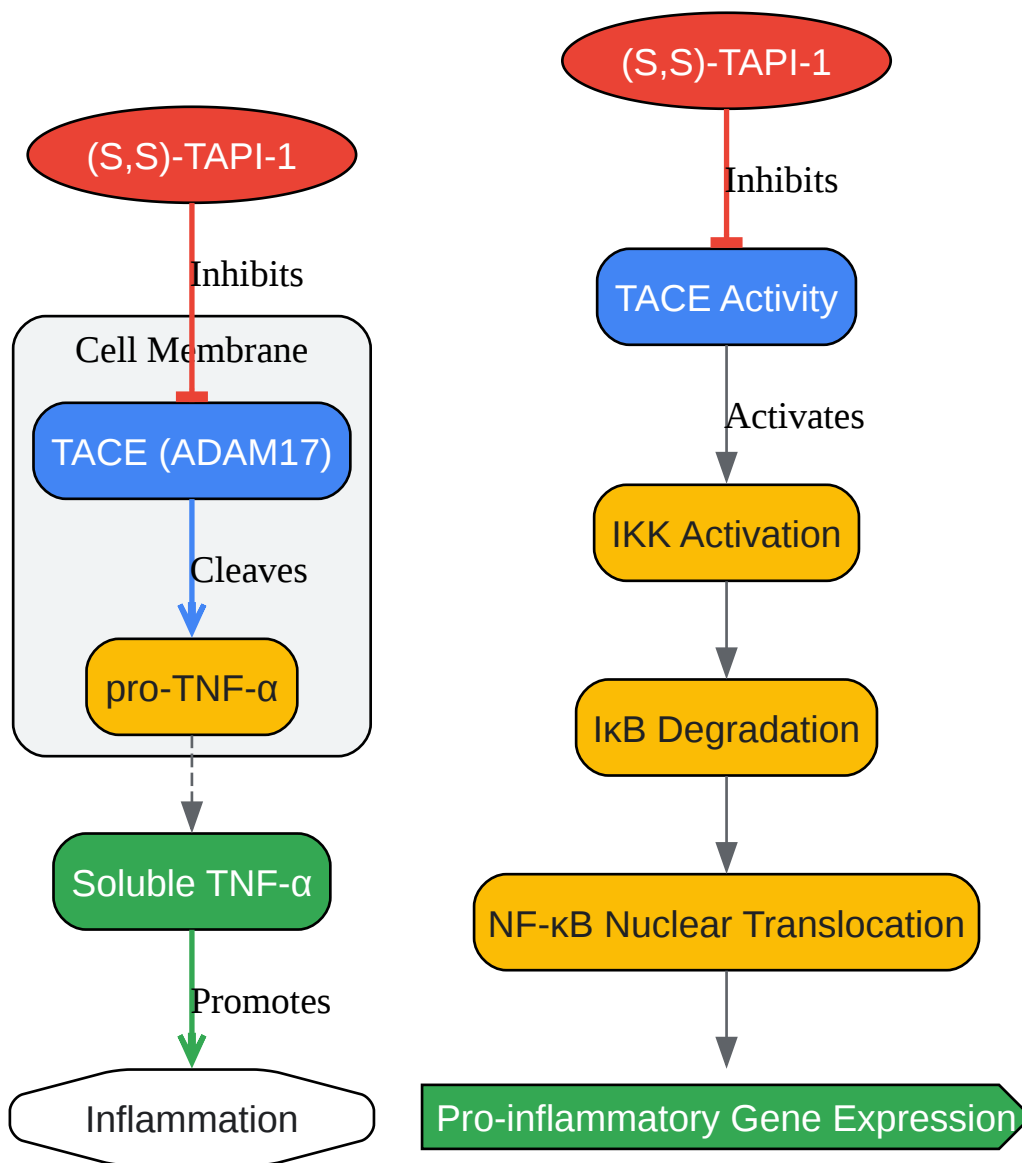 (S,S)-TAPI-1
Inhibits
Cell Membrane
TACE (ADAM17)
Cleaves
pro-TNF-α
Soluble TNF-α
Promotes
Inflammation
(S,S)-TAPI-1
Inhibits
TACE Activity
Activates
IKK Activation
IκB Degradation
NF-κB Nuclear Translocation
Pro-inflammatory Gene Expression